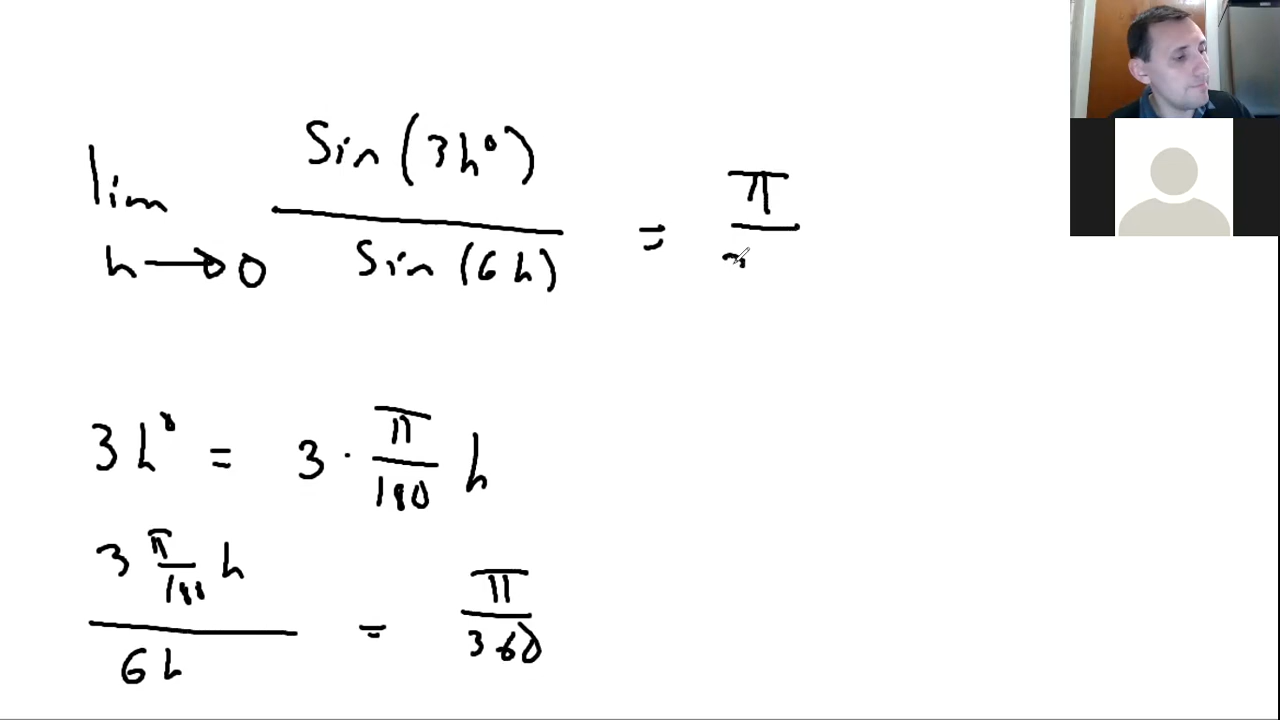 lim h→0 Sin(3h°) / Sin(6h) = π /
3h° = 3 · π/180 h
3 π/180 h / 6h = π/360